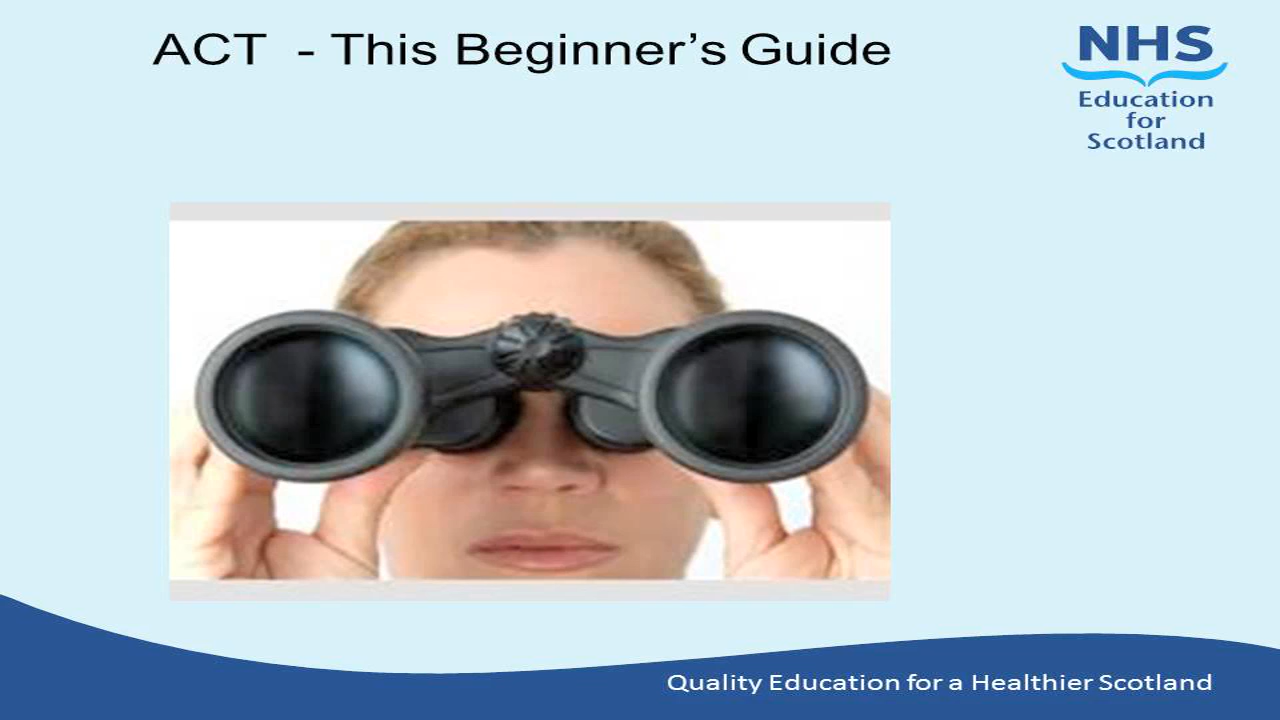 ACT - This Beginner’s Guide
NHS
Education
for
Scotland
Quality Education for a Healthier Scotland